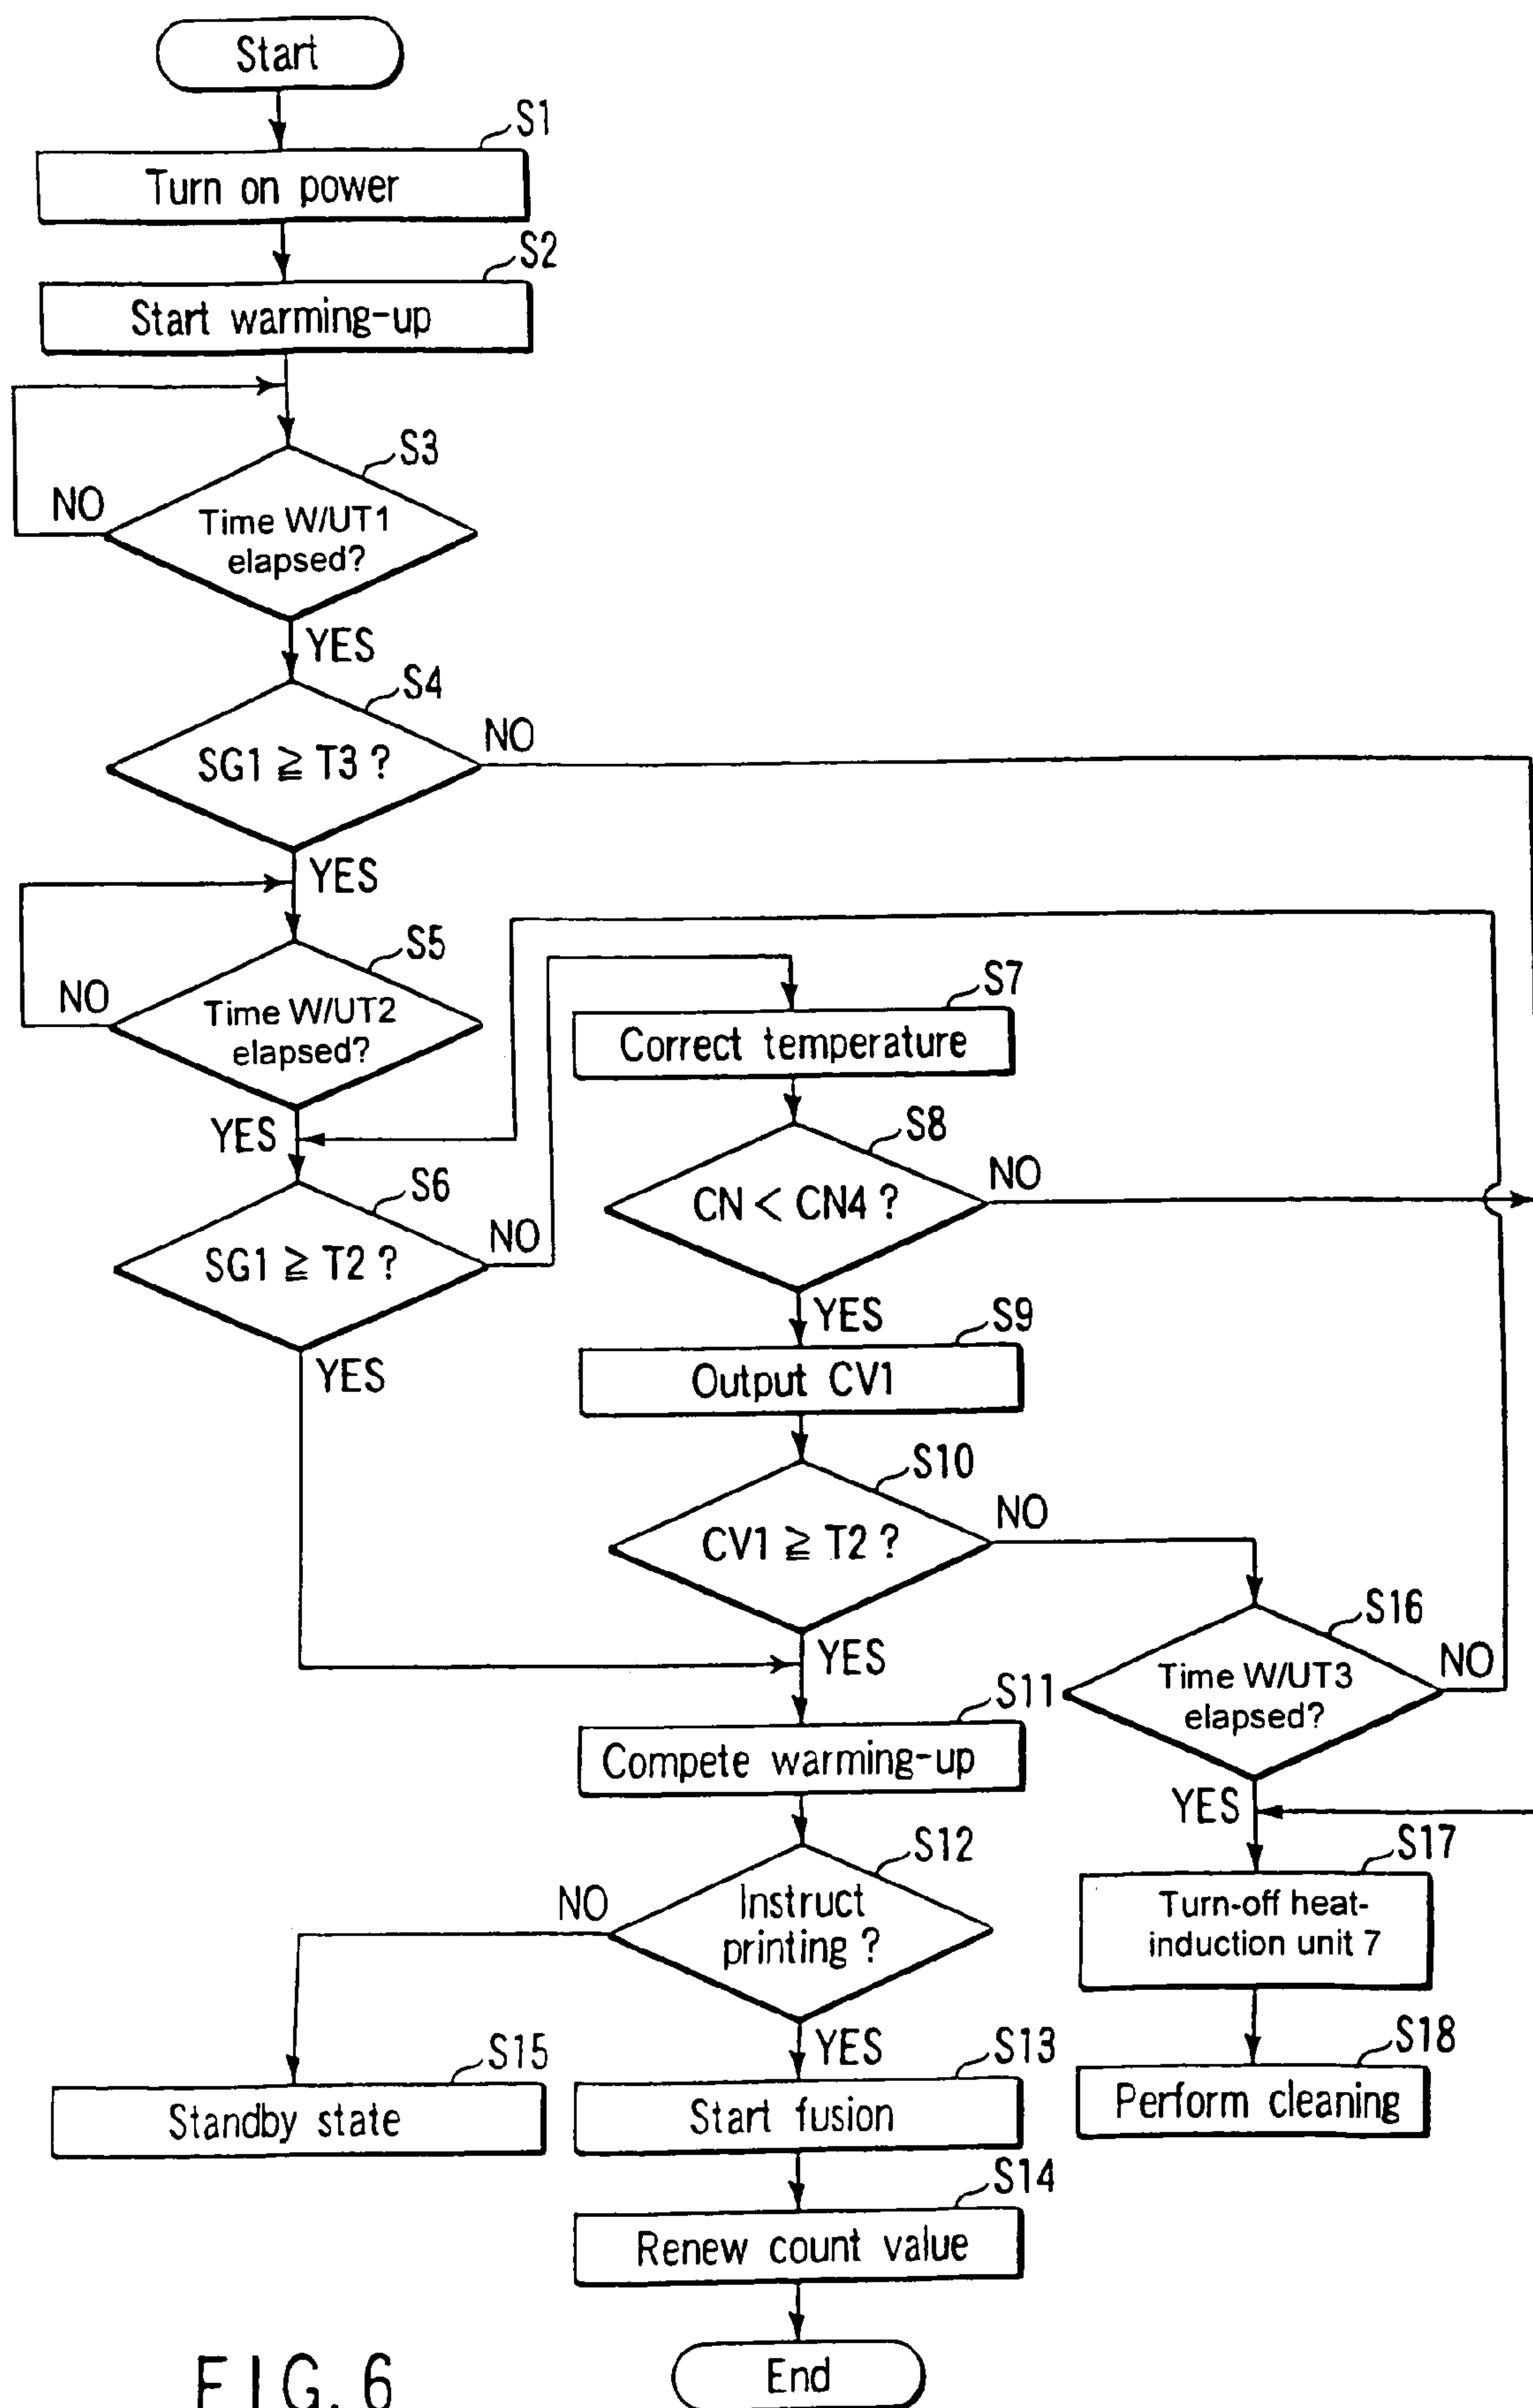 Start
S1
Turn on power
S2
Start warming-up
S3
NO
Time W/UT1
elapsed?
YES
S4
NO
SG1 ≧ T3 ?
YES
S5
NO
Time W/UT2
elapsed?
YES
S6
NO
SG1 ≧ T2 ?
YES
S7
Correct temperature
S8
NO
CN < CN4 ?
YES
S9
Output CV1
S10
NO
CV1 ≧ T2 ?
YES
S16
NO
Time W/UT3
elapsed?
YES
S11
Compete warming-up
S12
NO
Instruct
printing ?
YES
S17
Turn-off heat-
induction unit 7
S18
Perform cleaning
S15
Standby state
S13
Start fusion
S14
Renew count value
End
FIG. 6